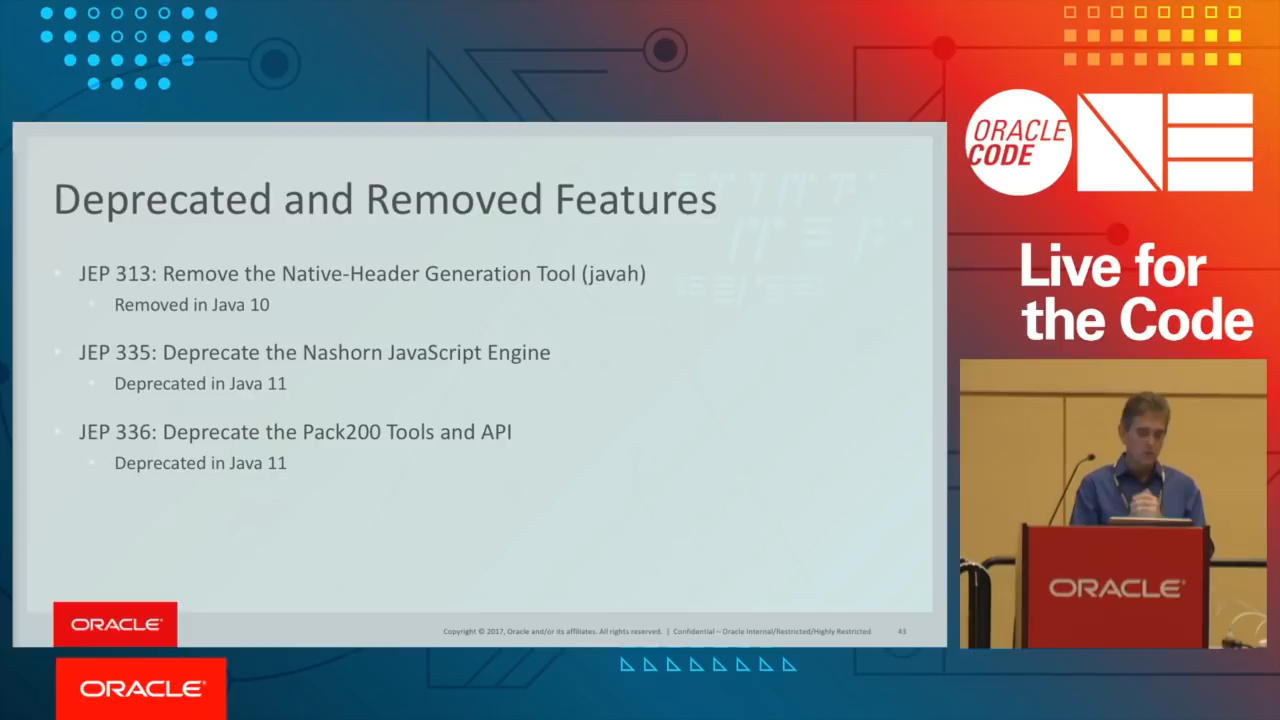 ORACLE
CODE
NE
Live for
the Code
Deprecated and Removed Features
JEP 313: Remove the Native-Header Generation Tool (javah)
Removed in Java 10
JEP 335: Deprecate the Nashorn JavaScript Engine
Deprecated in Java 11
JEP 336: Deprecate the Pack200 Tools and API
Deprecated in Java 11
ORACLE®
Copyright © 2017, Oracle and/or its affiliates. All rights reserved. | Confidential – Oracle Internal/Restricted/Highly Restricted 43
ORACLE®
ORACLE®